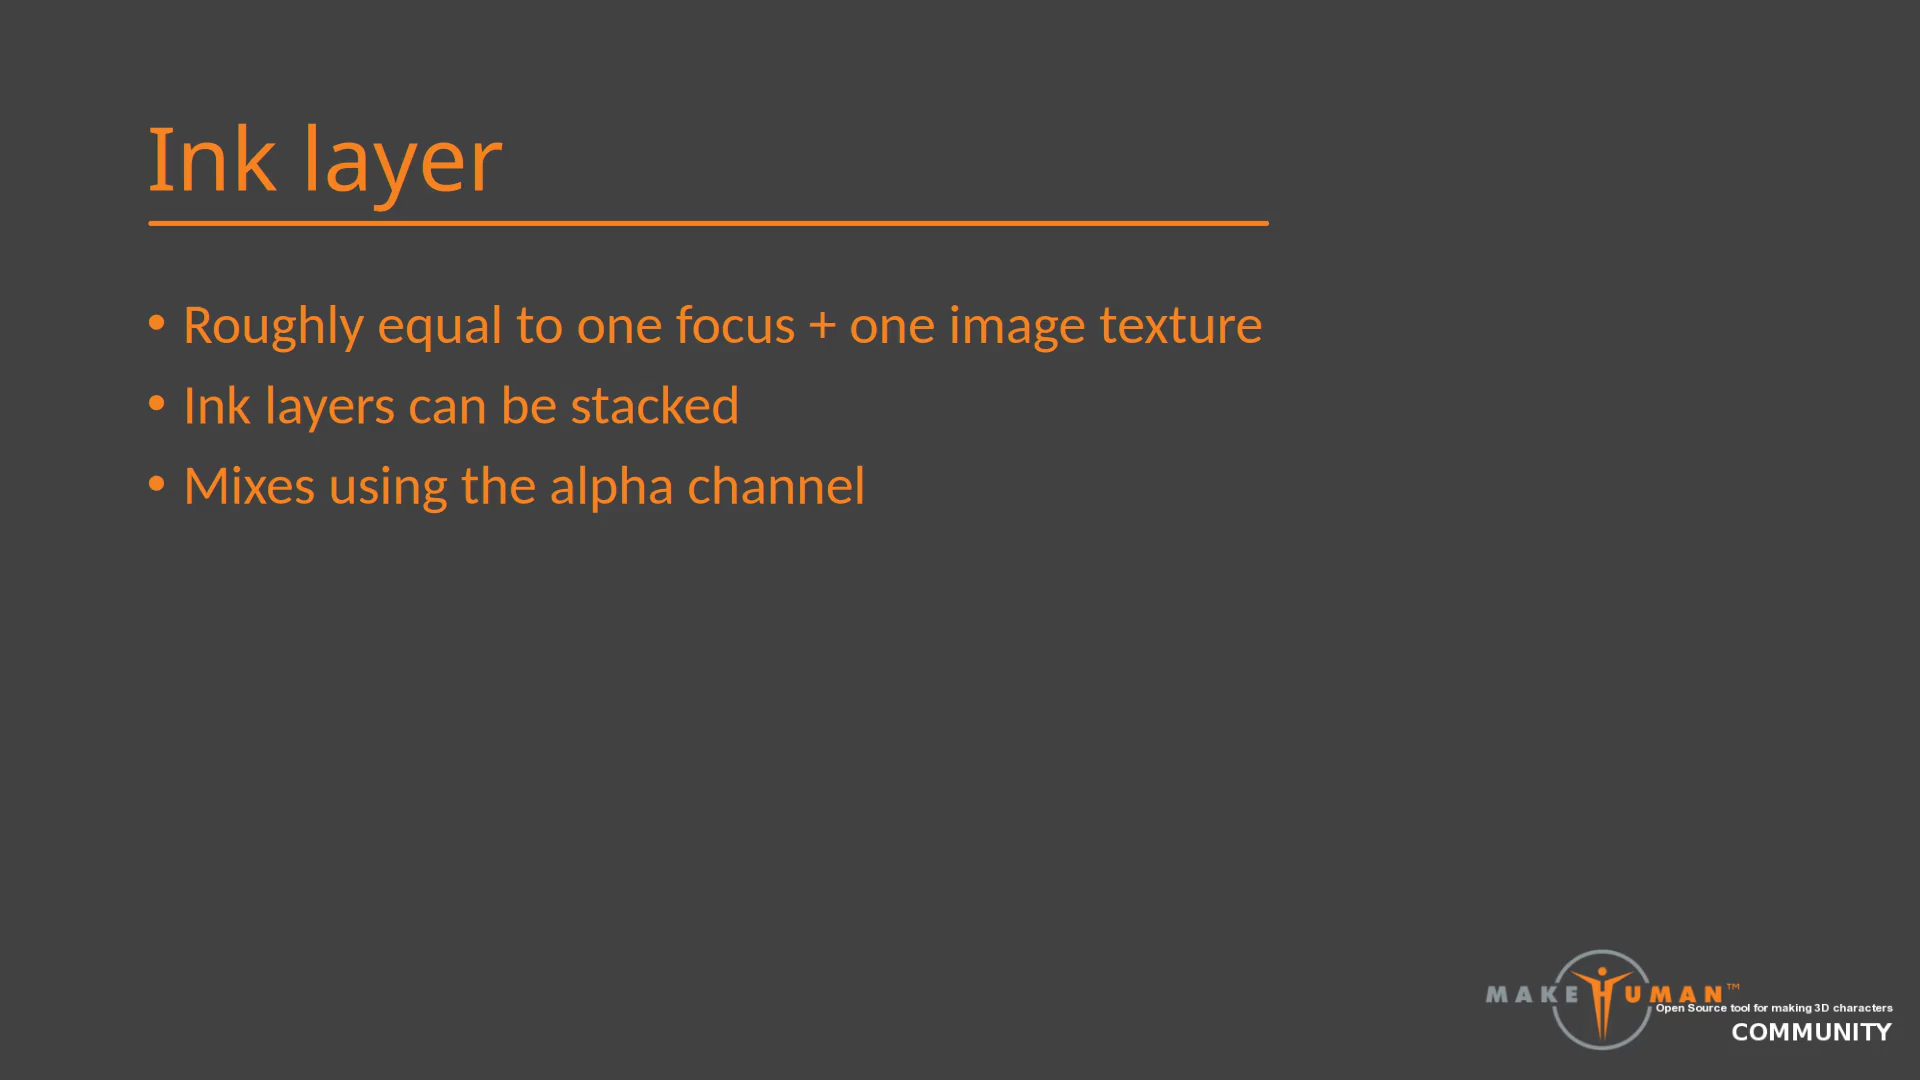 Ink layer
• Roughly equal to one focus + one image texture
• Ink layers can be stacked
• Mixes using the alpha channel
MAKEHUMAN™
Open Source tool for making 3D characters
COMMUNITY